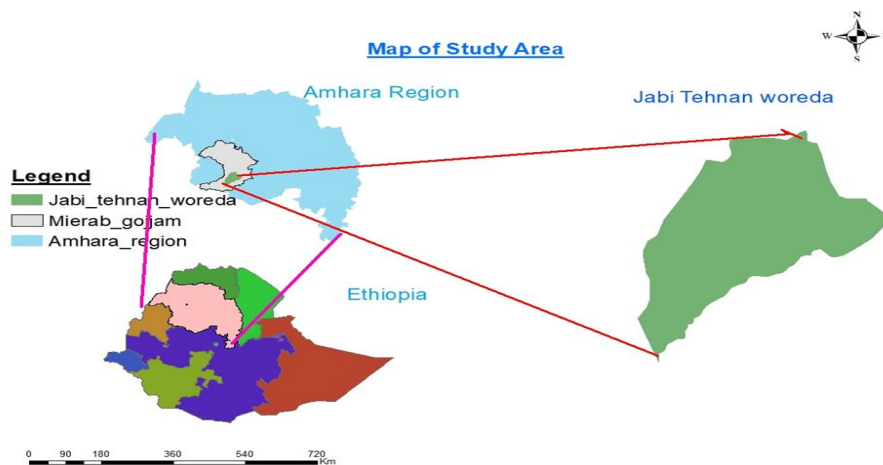 Map of Study Area
N
W
S
Amhara Region
Jabi Tehnan woreda
Legend
Jabi_tehnan_woreda
Mierab_gojjam
Amhara_region
Ethiopia
0 90 180 360 540 720
Km